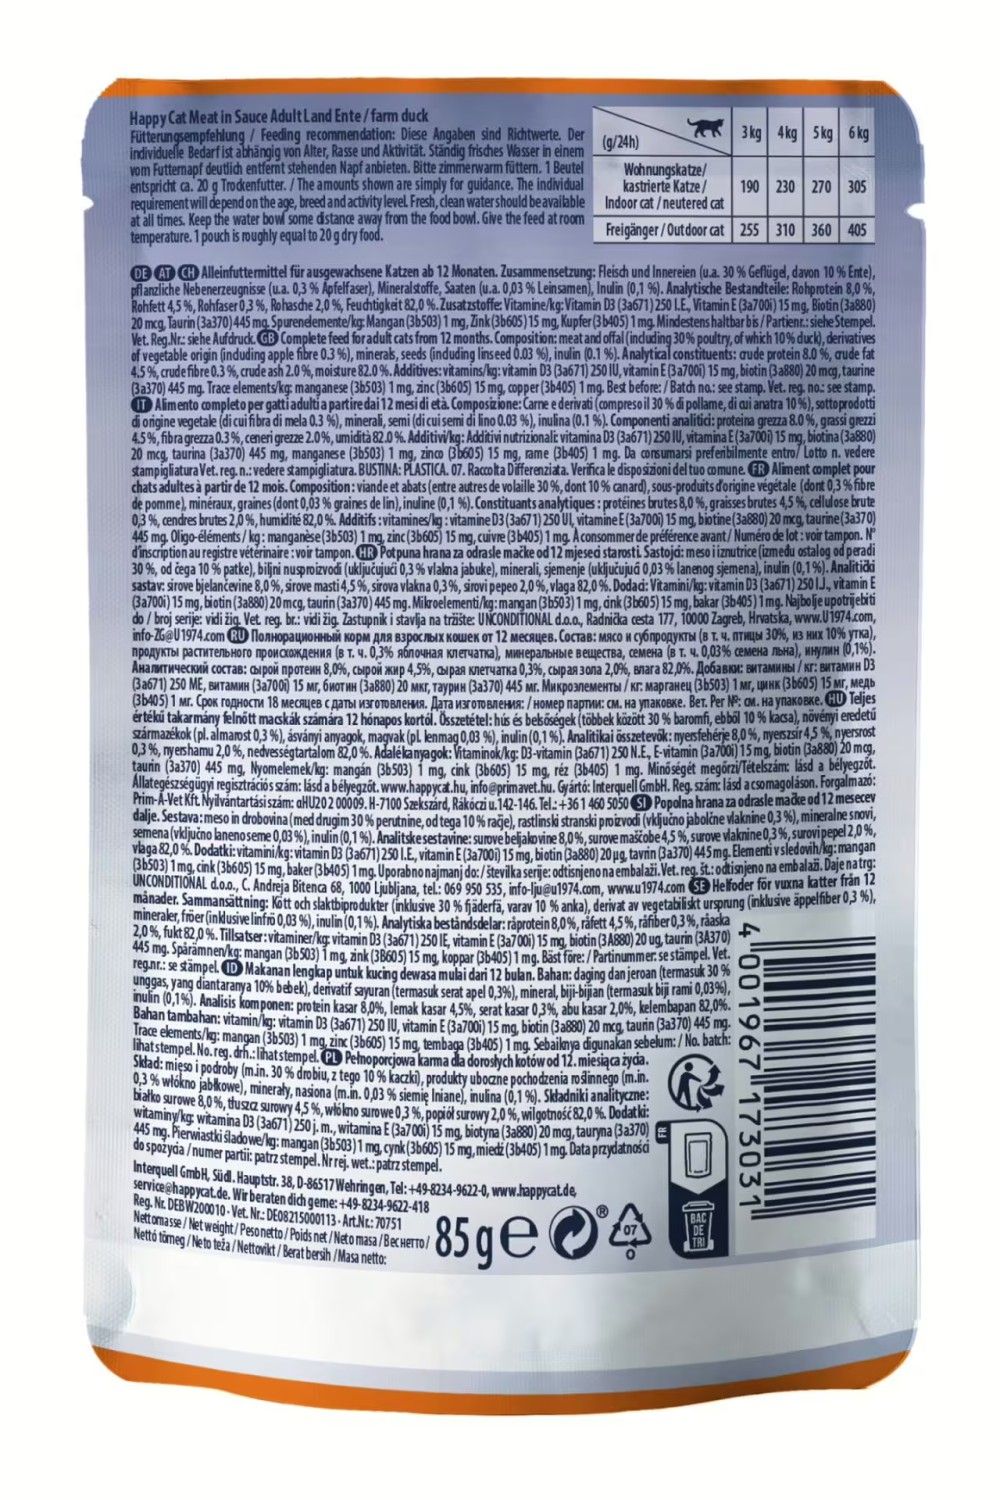 Happy Cat Meat in Sauce Adult Land Ente / farm duck
Fütterungsempfehlung / Feeding recommendation: Diese Angaben sind Richtwerte. Der
individuelle Bedarf ist abhängig von Alter, Rasse und Aktivität. Ständig frisches Wasser in einem
vom Futternapf deutlich entfernt stehenden Napf anbieten. Bitte zimmerwarm füttern. 1 Beutel
entspricht ca. 20 g Trockenfutter. / The amounts shown are simply for guidance. The individual
requirement will depend on the age, breed and activity level. Fresh, clean water should be available
at all times. Keep the water bowl some distance away from the food bowl. Give the feed at room
temperature. 1 pouch is roughly equal to 20 g dry food.
(g/24h) 3 kg 4 kg 5 kg 6 kg
Wohnungskatze/
kastrierte Katze /
Indoor cat / neutered cat 190 230 270 305
Freigänger / Outdoor cat 255 310 360 405
DE AT CH Alleinfuttermittel für ausgewachsene Katzen ab 12 Monaten. Zusammensetzung: Fleisch und Innereien (u.a. 30 % Geflügel, davon 10 % Ente),
pflanzliche Nebenerzeugnisse (u.a. 0,3 % Apfelfaser), Mineralstoffe, Saaten (u.a. 0,03 % Leinsamen), Inulin (0,1 %). Analytische Bestandteile: Rohprotein 8,0 %,
Rohfett 4,5 %, Rohfaser 0,3 %, Rohasche 2,0 %, Feuchtigkeit 82,0 %. Zusatzstoffe: Vitamine/kg: Vitamin D3 (3a671) 250 I.E., Vitamin E (3a700i) 15 mg, Biotin (3a880)
20 mcg, Taurin (3a370) 445 mg. Spurenelemente/kg: Mangan (3b503) 1 mg, Zink (3b605) 15 mg, Kupfer (3b405) 1 mg. Mindestens haltbar bis / Partienr.: siehe Stempel.
Vet. Reg.Nr.: siehe Aufdruck. GB Complete feed for adult cats from 12 months. Composition: meat and offal (including 30% poultry, of which 10% duck), derivatives
of vegetable origin (including apple fibre 0.3 %), minerals, seeds (including linseed 0.03 %), inulin (0.1 %). Analytical constituents: crude protein 8.0 %, crude fat
4.5 %, crude fibre 0.3 %, crude ash 2.0 %, moisture 82.0 %. Additives: vitamins/kg: vitamin D3 (3a671) 250 IU, vitamin E (3a700i) 15 mg, biotin (3a880) 20 mcg, taurine
(3a370) 445 mg. Trace elements/kg: manganese (3b503) 1 mg, zinc (3b605) 15 mg, copper (3b405) 1 mg. Best before: / Batch no.: see stamp. Vet. reg. no.: see stamp.
IT Alimento completo per gatti adulti a partire dai 12 mesi di età. Composizione: Carne e derivati (compreso il 30 % di pollame, di cui anatra 10 %), sottoprodotti
di origine vegetale (di cui fibra di mela 0.3 %), minerali, semi (di cui semi di lino 0.03 %), inulina (0.1 %). Componenti analitici: proteina grezza 8.0 %, grassi grezzi
4.5 %, fibra grezza 0.3 %, ceneri grezze 2.0 %, umidità 82.0 %. Additivi/kg: Additivi nutrizionali: vitamina D3 (3a671) 250 IU, vitamina E (3a700i) 15 mg, biotina (3a880)
20 mcg, taurina (3a370) 445 mg, manganese (3b503) 1 mg, zinco (3b605) 15 mg, rame (3b405) 1 mg. Da consumarsi preferibilmente entro/ Lotto n. vedere
stampigliatura Vet. reg. n.: vedere stampigliatura. BUSTINA: PLASTICA. 07. Raccolta Differenziata. Verifica le disposizioni del tuo comune. FR Aliment complet pour
chats adultes à partir de 12 mois. Composition : viande et abats (entre autres de volaille 30 %, dont 10 % canard), sous-produits d'origine végétale (dont 0,3 % fibre
de pomme), minéraux, graines (dont 0,03 % graines de lin), inuline (0,1 %). Constituants analytiques : protéines brutes 8,0 %, graisses brutes 4,5 %, cellulose brute
0,3 %, cendres brutes 2,0 %, humidité 82,0 %. Additifs : vitamines/kg : vitamine D3 (3a671) 250 UI, vitamine E (3a700i) 15 mg, biotine (3a880) 20 mcg, taurine (3a370)
445 mg. Oligo-éléments / kg : manganèse (3b503) 1 mg, zinc (3b605) 15 mg, cuivre (3b405) 1 mg. A consommer de préférence avant / Numéro de lot : voir tampon. N°
d'inscription au registre vétérinaire : voir tampon. HR Potpuna hrana za odrasle mačke od 12 mjeseci starosti. Sastojci: meso i iznutrice (između ostalog od peradi
30 %, od čega 10 % patke), biljni nusproizvodi (uključujući 0,3 % vlakna jabuke), minerali, sjemenje (uključujući 0,03 % lanenog sjemena), inulin (0,1 %). Analitički
sastav: sirove bjelančevine 8,0 %, sirove masti 4,5 %, sirova vlakna 0,3 %, sirovi pepeo 2,0 %, vlaga 82,0 %. Dodaci: Vitamini/kg: vitamin D3 (3a671) 250 I.J., vitamin E
(3a700i) 15 mg, biotin (3a880) 20 mcg, taurin (3a370) 445 mg. Mikroelementi/kg: mangan (3b503) 1 mg, cink (3b605) 15 mg, bakar (3b405) 1 mg. Najbolje upotrijebiti
do / broj serije: vidi žig. Vet. reg. br.: vidi žig. Zastupnik i stavlja na tržište: UNCONDITIONAL d.o.o., Radnička cesta 177, 10000 Zagreb, Hrvatska, www.U1974.com,
info-ZG@U1974.com RU Полнорационный корм для взрослых кошек от 12 месяцев. Состав: мясо и субпродукты (в т. ч. птицы 30%, из них 10% утка),
продукты растительного происхождения (в т. ч. 0,3% яблочная клетчатка), минеральные вещества, семена (в т. ч. 0,03% семена льна), инулин (0,1%).
Аналитический состав: сырой протеин 8,0%, сырой жир 4,5%, сырая клетчатка 0,3%, сырая зола 2,0%, влага 82,0%. Добавки: витамины / кг: витамин D3
(3a671) 250 МЕ, витамин (3a700i) 15 мг, биотин (3a880) 20 мкг, таурин (3a370) 445 мг. Микроэлементы / кг: марганец (3b503) 1 мг, цинк (3b605) 15 мг, медь
(3b405) 1 мг. Срок годности 18 месяцев с даты изготовления. Дата изготовления: / номер партии: см. на упаковке. Вет. Рег №: см. на упаковке. HU Teljes
értékű takarmány felnőtt macskák számára 12 hónapos kortól. Összetétel: hús és belsőségek (többek között 30 % baromfi, ebből 10 % kacsa), növényi eredetű
származékok (pl. almarost 0,3 %), ásványi anyagok, magvak (pl. lenmag 0,03 %), inulin (0,1 %). Analitikai összetevők: nyersfehérje 8,0 %, nyerszsír 4,5 %, nyersrost
0,3 %, nyershamu 2,0 %, nedvességtartalom 82,0 %. Adalékanyagok: Vitaminok/kg: D3-vitamin (3a671) 250 N.E., E-vitamin (3a700i) 15 mg, biotin (3a880) 20 mcg,
taurin (3a370) 445 mg, Nyomelemek/kg: mangán (3b503) 1 mg, cink (3b605) 15 mg, réz (3b405) 1 mg. Minőségét megőrzi/Tételszám: lásd a bélyegzőt.
Állategészségügyi regisztrációs szám: lásd a bélyegzőt. www.happycat.hu, info@primavet.hu. Gyártó: Interquell GmbH. Reg. szám: lásd a csomagoláson. Forgalmazó:
Prim-A-Vet Kft. Nyilvántartási szám: αHU20 2 00009. H-7100 Szekszárd, Rákóczi u. 142-146. Tel.: +36 1 460 5050 SI Popolna hrana za odrasle mačke od 12 mesecev
dalje. Sestava: meso in drobovina (med drugim 30 % perutnine, od tega 10 % račje), rastlinski stranski proizvodi (vključno jabolčne vlaknine 0,3 %), mineralne snovi,
semena (vključno laneno seme 0,03 %), inulin (0,1 %). Analitske sestavine: surove beljakovine 8,0 %, surove maščobe 4,5 %, surove vlaknine 0,3 %, surovi pepel 2,0 %,
vlaga 82,0 %. Dodatki: vitamini/kg: vitamin D3 (3a671) 250 I.E., vitamin E (3a700i) 15 mg, biotin (3a880) 20 µg, tavrin (3a370) 445 mg. Elementi v sledovih/kg: mangan
(3b503) 1 mg, cink (3b605) 15 mg, baker (3b405) 1 mg. Uporabno najmanj do: / številka serije: odtisnjeno na embalaži. Vet. reg. št.: odtisnjeno na embalaži. Daje na trg:
UNCONDITIONAL d.o.o., C. Andreja Bitenca 68, 1000 Ljubljana, tel.: 069 950 535, info-lju@u1974.com, www.u1974.com SE Helfoder för vuxna katter från 12
månader. Sammansättning: Kött och slaktbiprodukter (inklusive 30 % fjäderfä, varav 10 % anka), derivat av vegetabiliskt ursprung (inklusive äppelfiber 0,3 %),
mineraler, fröer (inklusive linfrö 0,03 %), inulin (0,1 %). Analytiska beståndsdelar: råprotein 8,0 %, råfett 4,5 %, råfiber 0,3 %, råaska
2,0 %, fukt 82,0 %. Tillsatser: vitaminer/kg: vitamin D3 (3a671) 250 IE, vitamin E (3a700i) 15 mg, biotin (3A880) 20 ug, taurin (3A370)
445 mg. Spårämnen/kg: mangan (3b503) 1 mg, zink (3B605) 15 mg, koppar (3b405) 1 mg. Bäst före: / Partinummer: se stämpel. Vet.
reg.nr.: se stämpel. ID Makanan lengkap untuk kucing dewasa mulai dari 12 bulan. Bahan: daging dan jeroan (termasuk 30 %
unggas, yang diantaranya 10% bebek), derivatif sayuran (termasuk serat apel 0,3%), mineral, biji-bijian (termasuk biji rami 0,03%),
inulin (0,1%). Analisis komponen: protein kasar 8,0%, lemak kasar 4,5%, serat kasar 0,3%, abu kasar 2,0%, kelembapan 82,0%.
Bahan tambahan: vitamin/kg: vitamin D3 (3a671) 250 IU, vitamin E (3a700i) 15 mg, biotin (3a880) 20 mcg, taurin (3a370) 445 mg.
Trace elements/kg: mangan (3b503) 1 mg, zinc (3b605) 15 mg, tembaga (3b405) 1 mg. Sebaiknya digunakan sebelum: / No. batch:
lihat stempel. No. reg. drh.: lihat stempel. PL Pełnoporcjowa karma dla dorosłych kotów od 12. miesiąca życia.
Skład: mięso i podroby (m.in. 30 % drobiu, z tego 10 % kaczki), produkty uboczne pochodzenia roślinnego (m.in.
0,3 % włókno jabłkowe), minerały, nasiona (m.in. 0,03 % siemię lniane), inulina (0,1 %). Składniki analityczne:
białko surowe 8,0 %, tłuszcz surowy 4,5 %, włókno surowe 0,3 %, popiół surowy 2,0 %, wilgotność 82,0 %. Dodatki:
witaminy/kg: witamina D3 (3a671) 250 j. m., witamina E (3a700i) 15 mg, biotyna (3a880) 20 mcg, tauryna (3a370)
445 mg. Pierwiastki śladowe/kg: mangan (3b503) 1 mg, cynk (3b605) 15 mg, miedź (3b405) 1 mg. Data przydatności
do spożycia / numer partii: patrz stempel. Nr rej. wet.: patrz stempel.
Interquell GmbH, Südl. Hauptstr. 38, D-86517 Wehringen, Tel: +49-8234-9622-0, www.happycat.de,
service@happycat.de. Wir beraten dich gerne: +49-8234-9622-418
Reg. Nr. DEBW200010 · Vet. Nr.: DE08215000113 · Art.Nr.: 70751
Nettomasse / Net weight / Peso netto / Poids net / Neto masa / Вес нетто /
Nettó tömeg / Neto teža / Nettovikt / Berat bersih / Masa netto:
85 g e
®
07
O
FR
BAC
DE
TRI
4 001967 173031